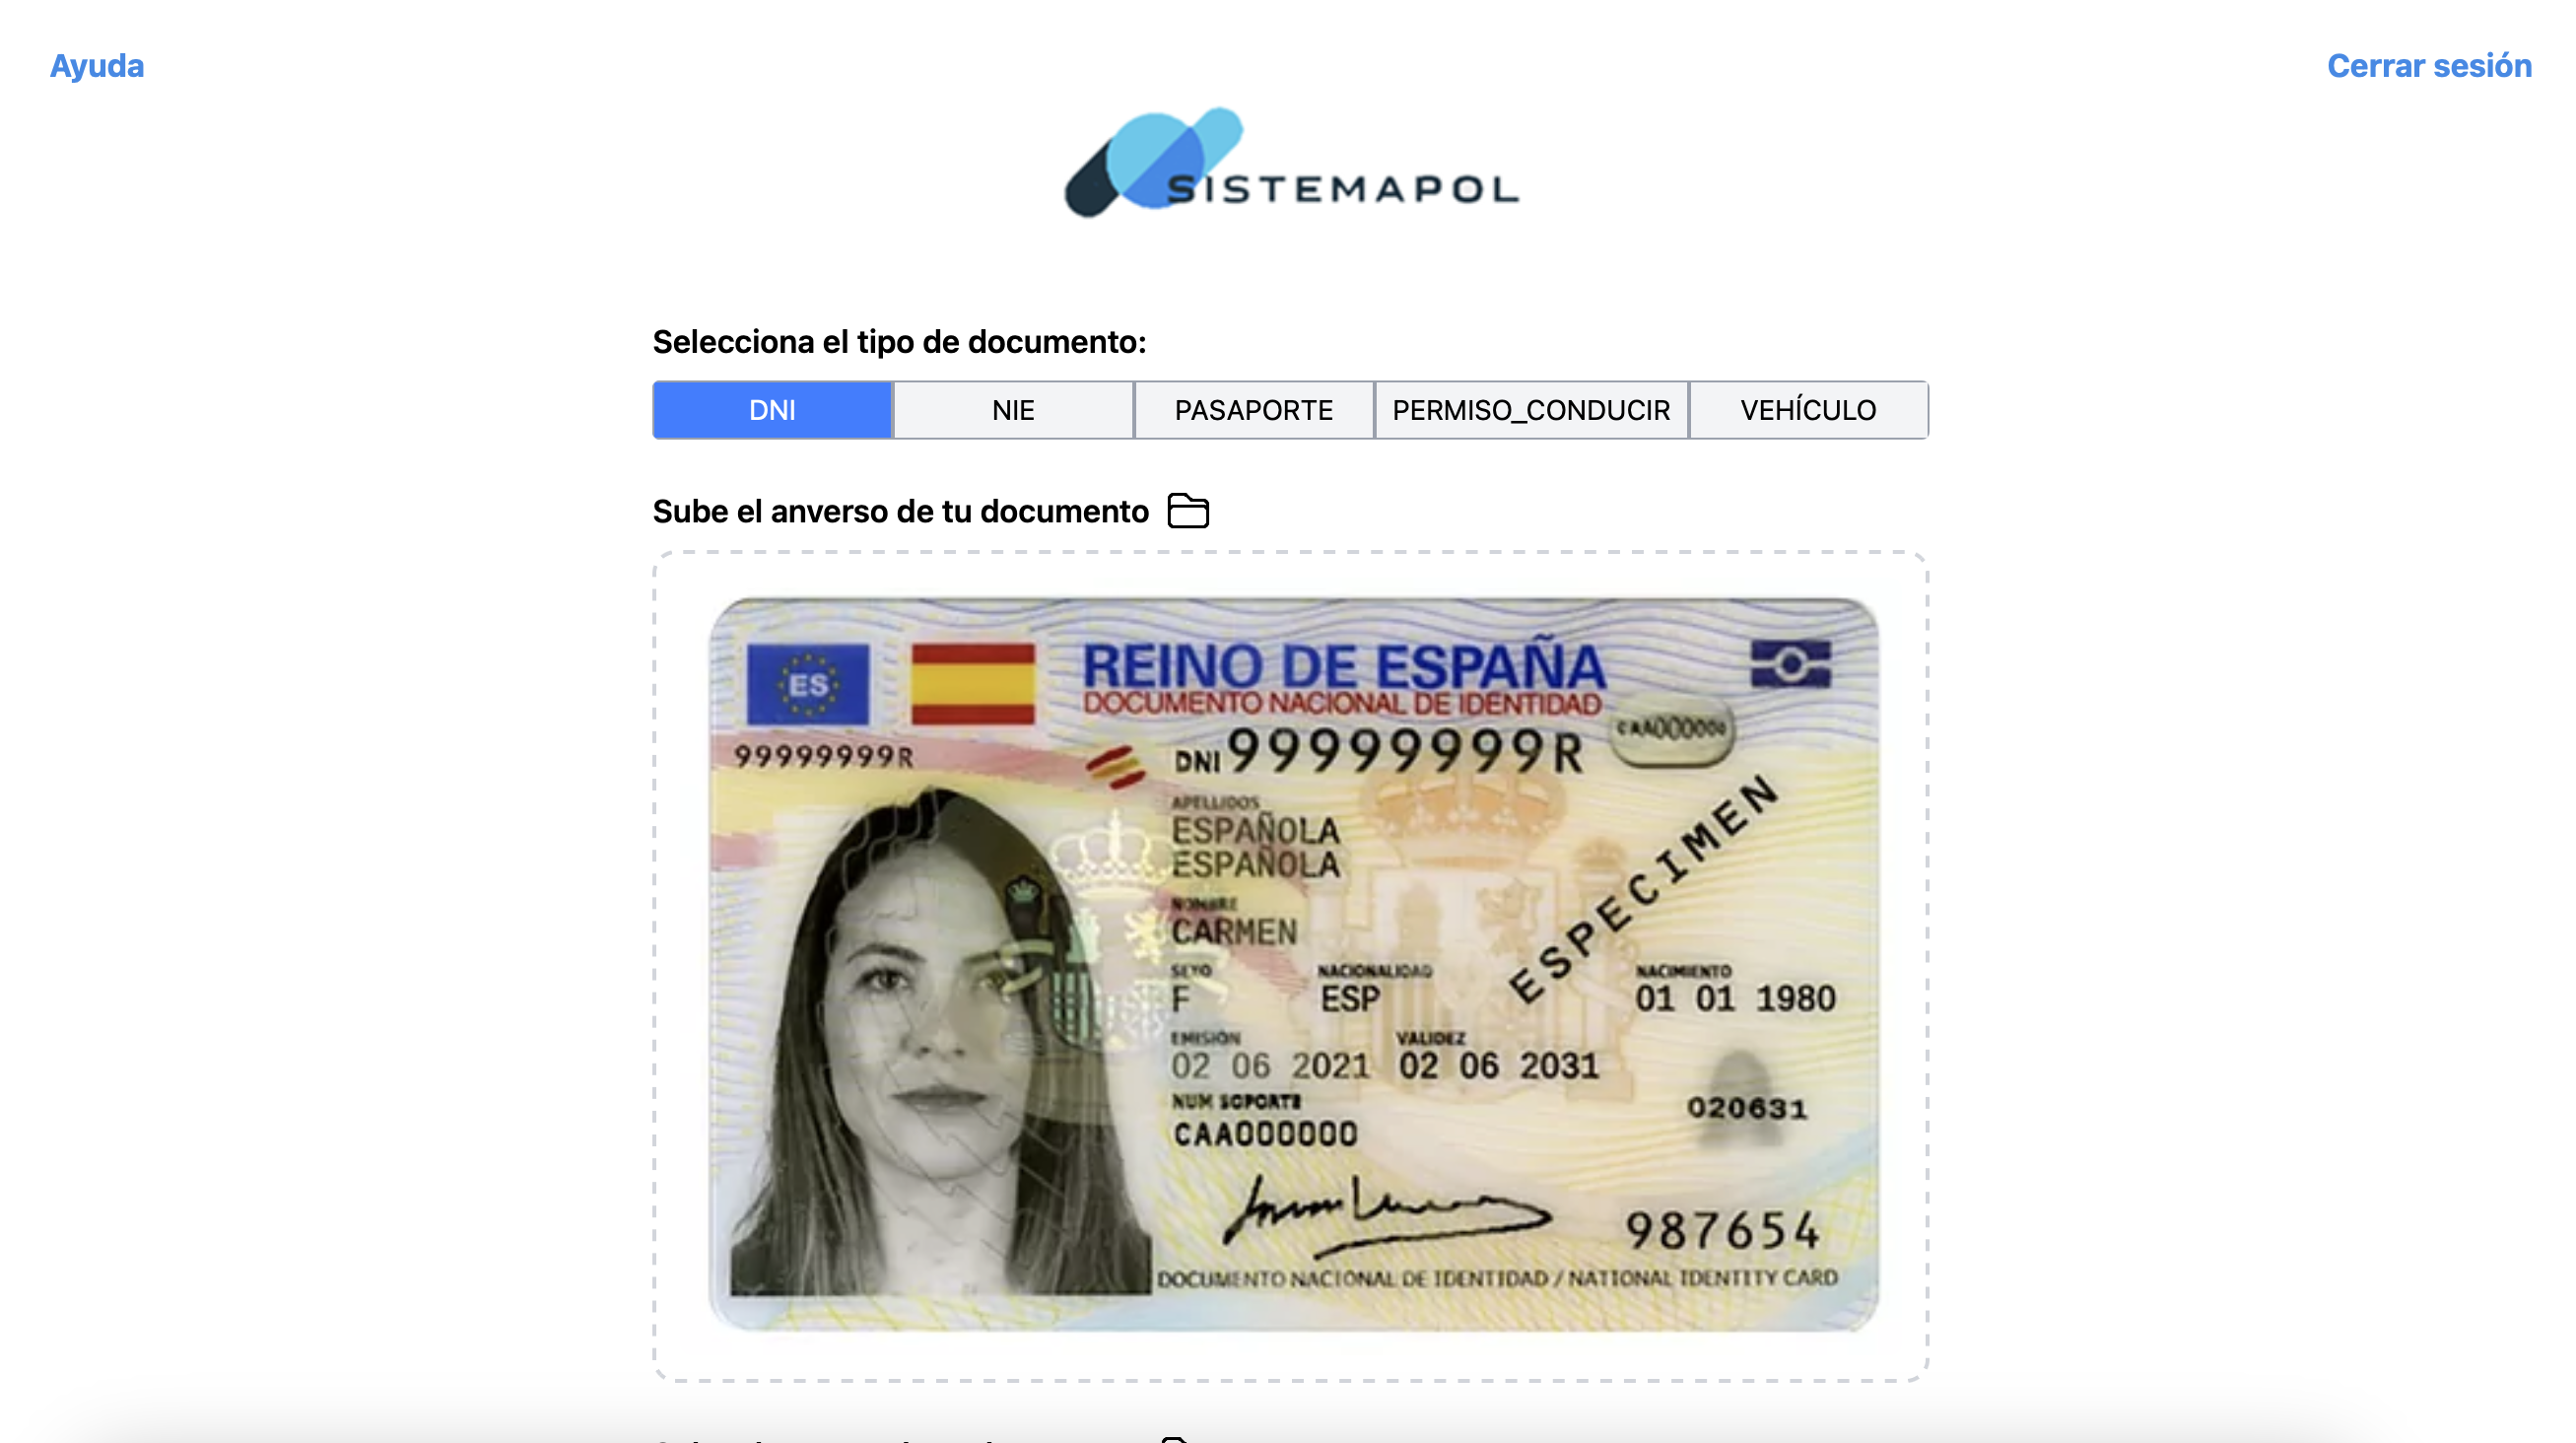 Ayuda
Cerrar sesión
SISTEMAPOL
Selecciona el tipo de documento:
DNI
NIE
PASAPORTE
PERMISO_CONDUCIR
VEHÍCULO
Sube el anverso de tu documento
ES
REINO DE ESPAÑA
DOCUMENTO NACIONAL DE IDENTIDAD
CAA000000
99999999R
DNI 99999999R
APELLIDOS
ESPAÑOLA
ESPAÑOLA
NOMBRE
CARMEN
ESPECIMEN
SEXO NACIONALIDAD NACIMIENTO
F ESP 01 01 1980
EMISIÓN VALIDEZ
02 06 2021 02 06 2031
NUM SOPORTE
CAA000000
020631
987654
DOCUMENTO NACIONAL DE IDENTIDAD / NATIONAL IDENTITY CARD